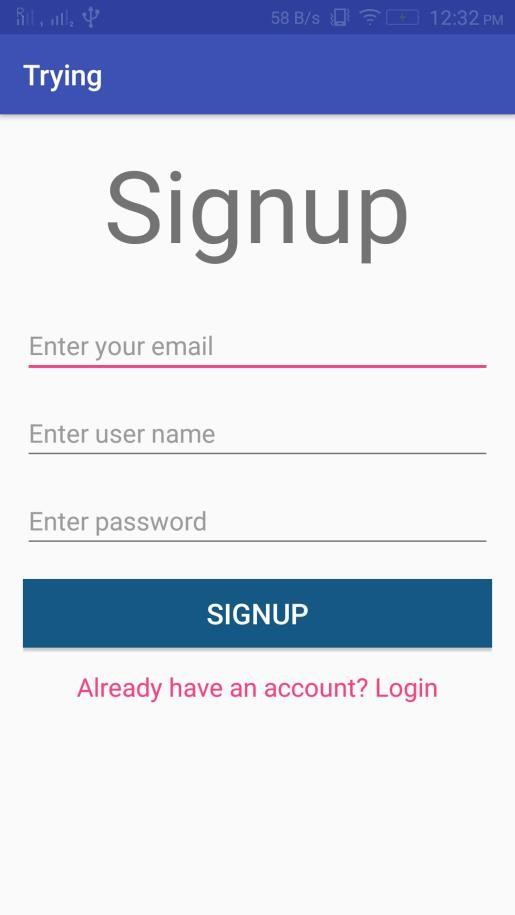 58 B/s 12:32 PM
Trying
Signup
Enter your email
Enter user name
Enter password
SIGNUP
Already have an account? Login